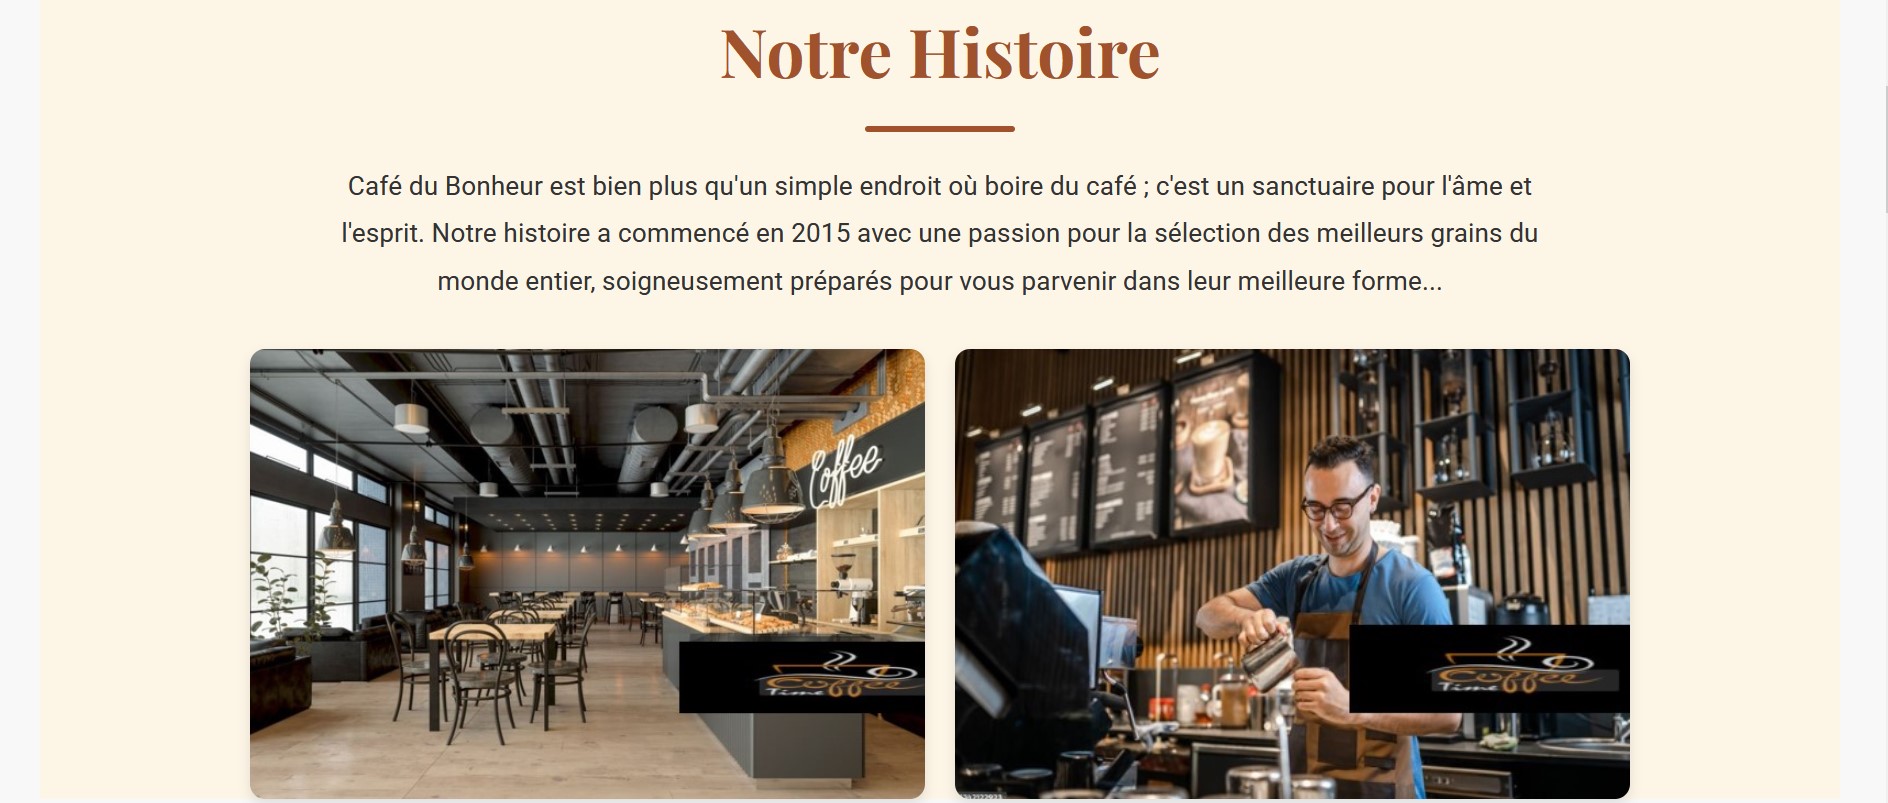 Notre Histoire
Café du Bonheur est bien plus qu'un simple endroit où boire du café ; c'est un sanctuaire pour l'âme et
l'esprit. Notre histoire a commencé en 2015 avec une passion pour la sélection des meilleurs grains du
monde entier, soigneusement préparés pour vous parvenir dans leur meilleure forme...
Coffee
Coffee
Time
Coffee
Time